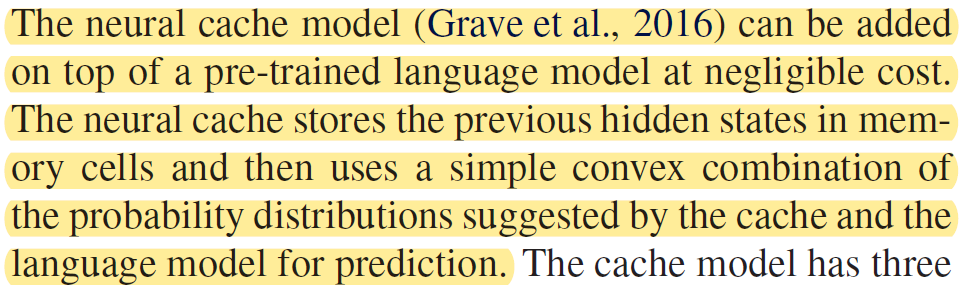 The neural cache model (Grave et al., 2016) can be added
on top of a pre-trained language model at negligible cost.
The neural cache stores the previous hidden states in mem-
ory cells and then uses a simple convex combination of
the probability distributions suggested by the cache and the
language model for prediction. The cache model has three